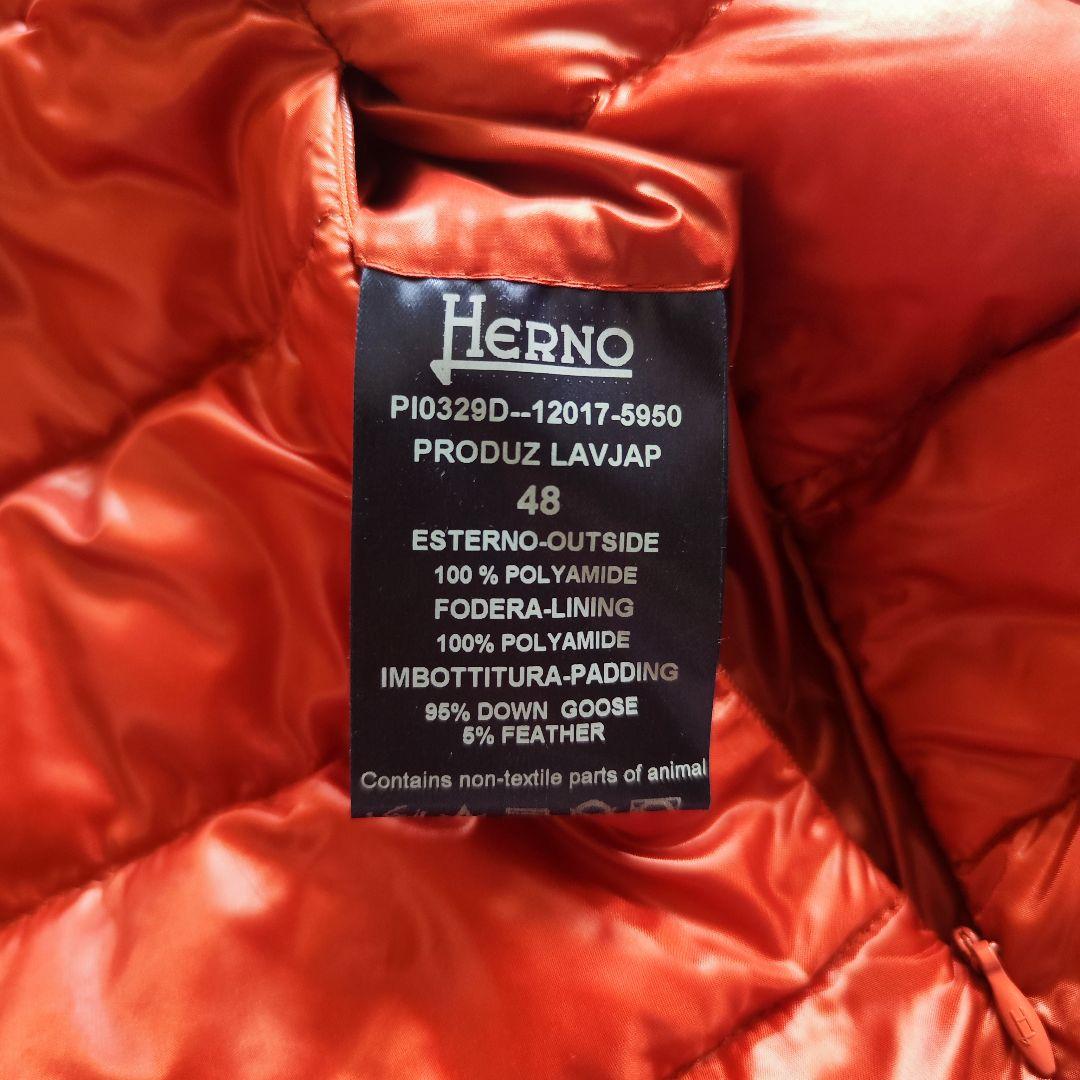 HERNO
PI0329D--12017-5950
PRODUZ LAVJAP
48
ESTERNO-OUTSIDE
100 % POLYAMIDE
FODERA-LINING
100% POLYAMIDE
IMBOTTITURA-PADDING
95% DOWN GOOSE
5% FEATHER
Contains non-textile parts of animal